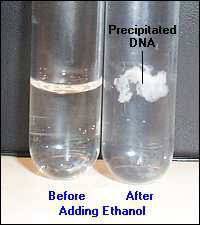 Precipitated
DNA
Before After
Adding Ethanol